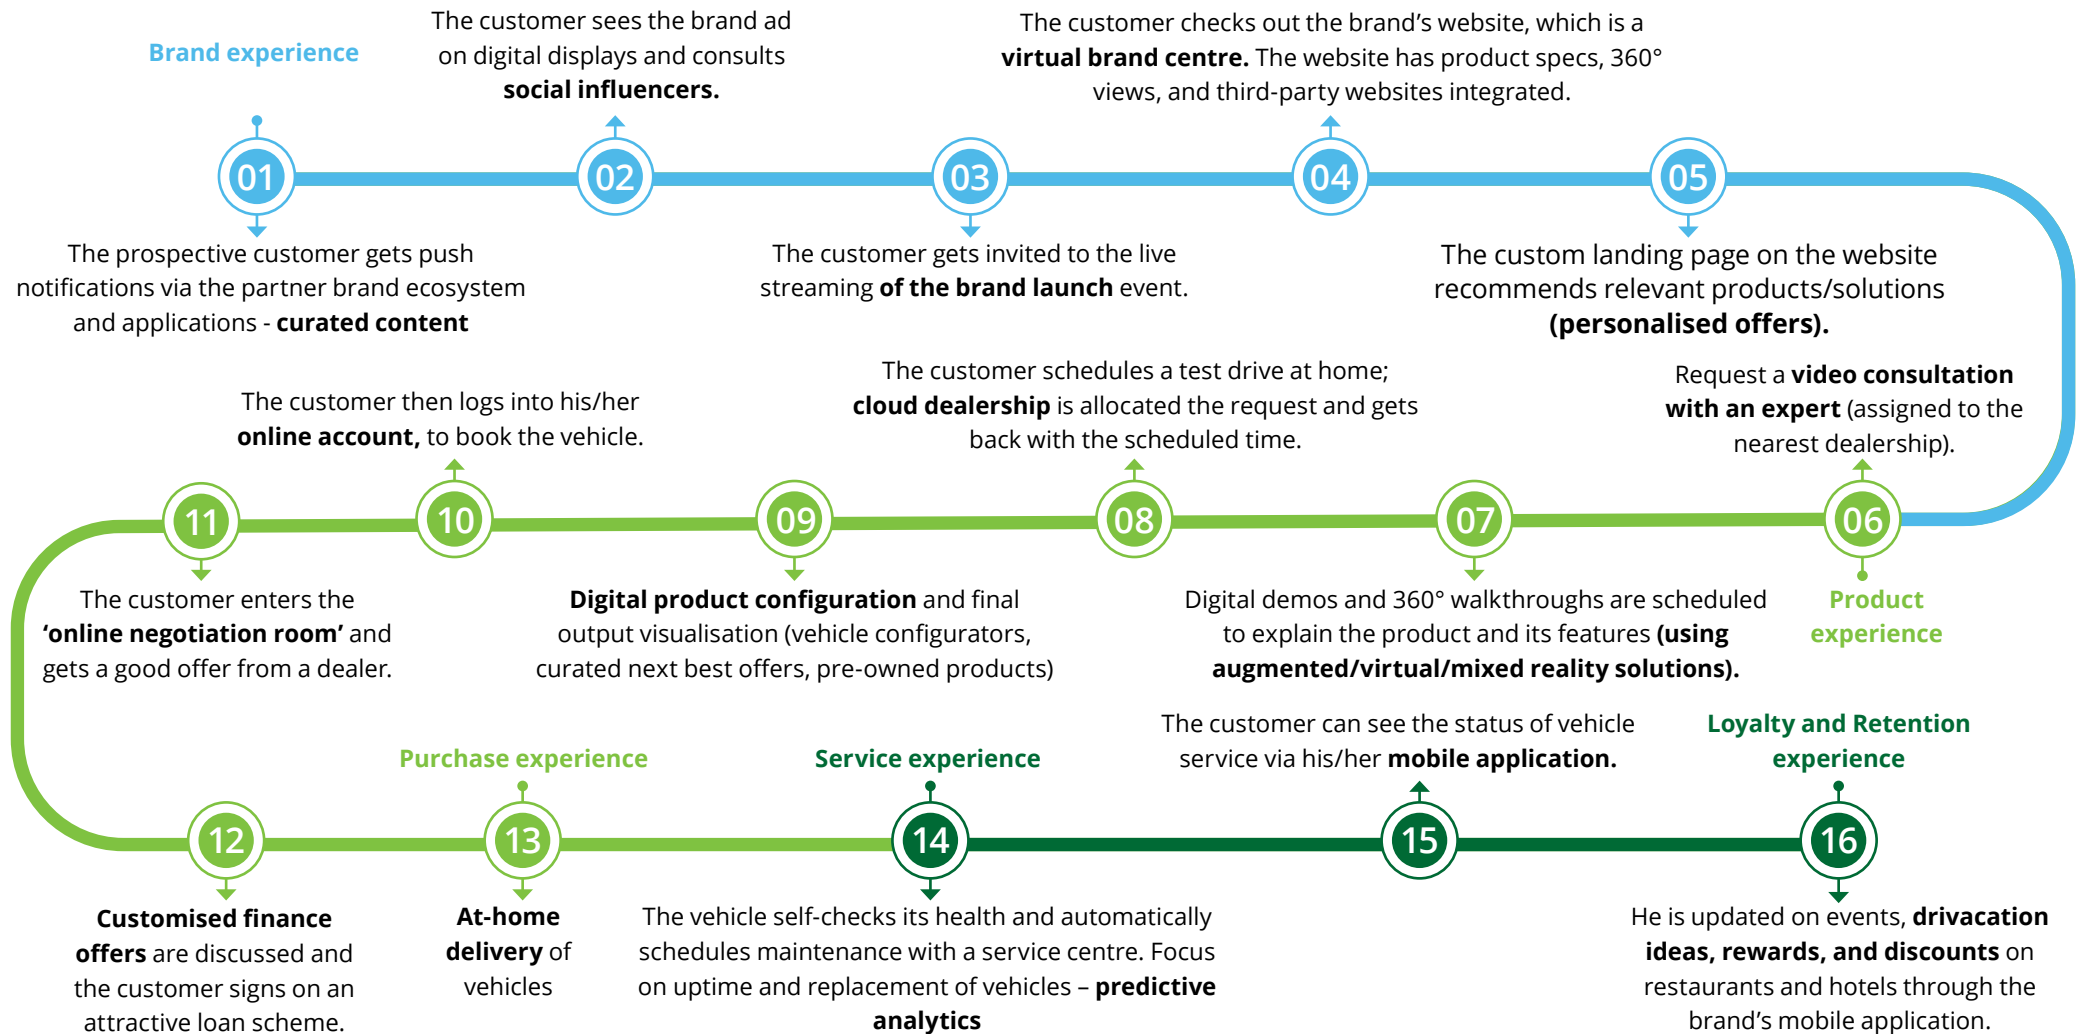 Brand experience
The customer sees the brand ad
on digital displays and consults
social influencers.
The customer checks out the brand’s website, which is a
virtual brand centre. The website has product specs, 360°
views, and third-party websites integrated.
01
02
03
04
05
The prospective customer gets push
notifications via the partner brand ecosystem
and applications - curated content
The customer gets invited to the live
streaming of the brand launch event.
The custom landing page on the website
recommends relevant products/solutions
(personalised offers).
Request a video consultation
with an expert (assigned to the
nearest dealership).
The customer schedules a test drive at home;
cloud dealership is allocated the request and gets
back with the scheduled time.
The customer then logs into his/her
online account, to book the vehicle.
11
10
09
08
07
06
Product
experience
Digital demos and 360° walkthroughs are scheduled
to explain the product and its features (using
augmented/virtual/mixed reality solutions).
Digital product configuration and final
output visualisation (vehicle configurators,
curated next best offers, pre-owned products)
The customer enters the
‘online negotiation room’ and
gets a good offer from a dealer.
Purchase experience
Service experience
The customer can see the status of vehicle
service via his/her mobile application.
Loyalty and Retention
experience
12
13
14
15
16
Customised finance
offers are discussed and
the customer signs on an
attractive loan scheme.
At-home
delivery of
vehicles
The vehicle self-checks its health and automatically
schedules maintenance with a service centre. Focus
on uptime and replacement of vehicles – predictive
analytics
He is updated on events, drivacation
ideas, rewards, and discounts on
restaurants and hotels through the
brand’s mobile application.